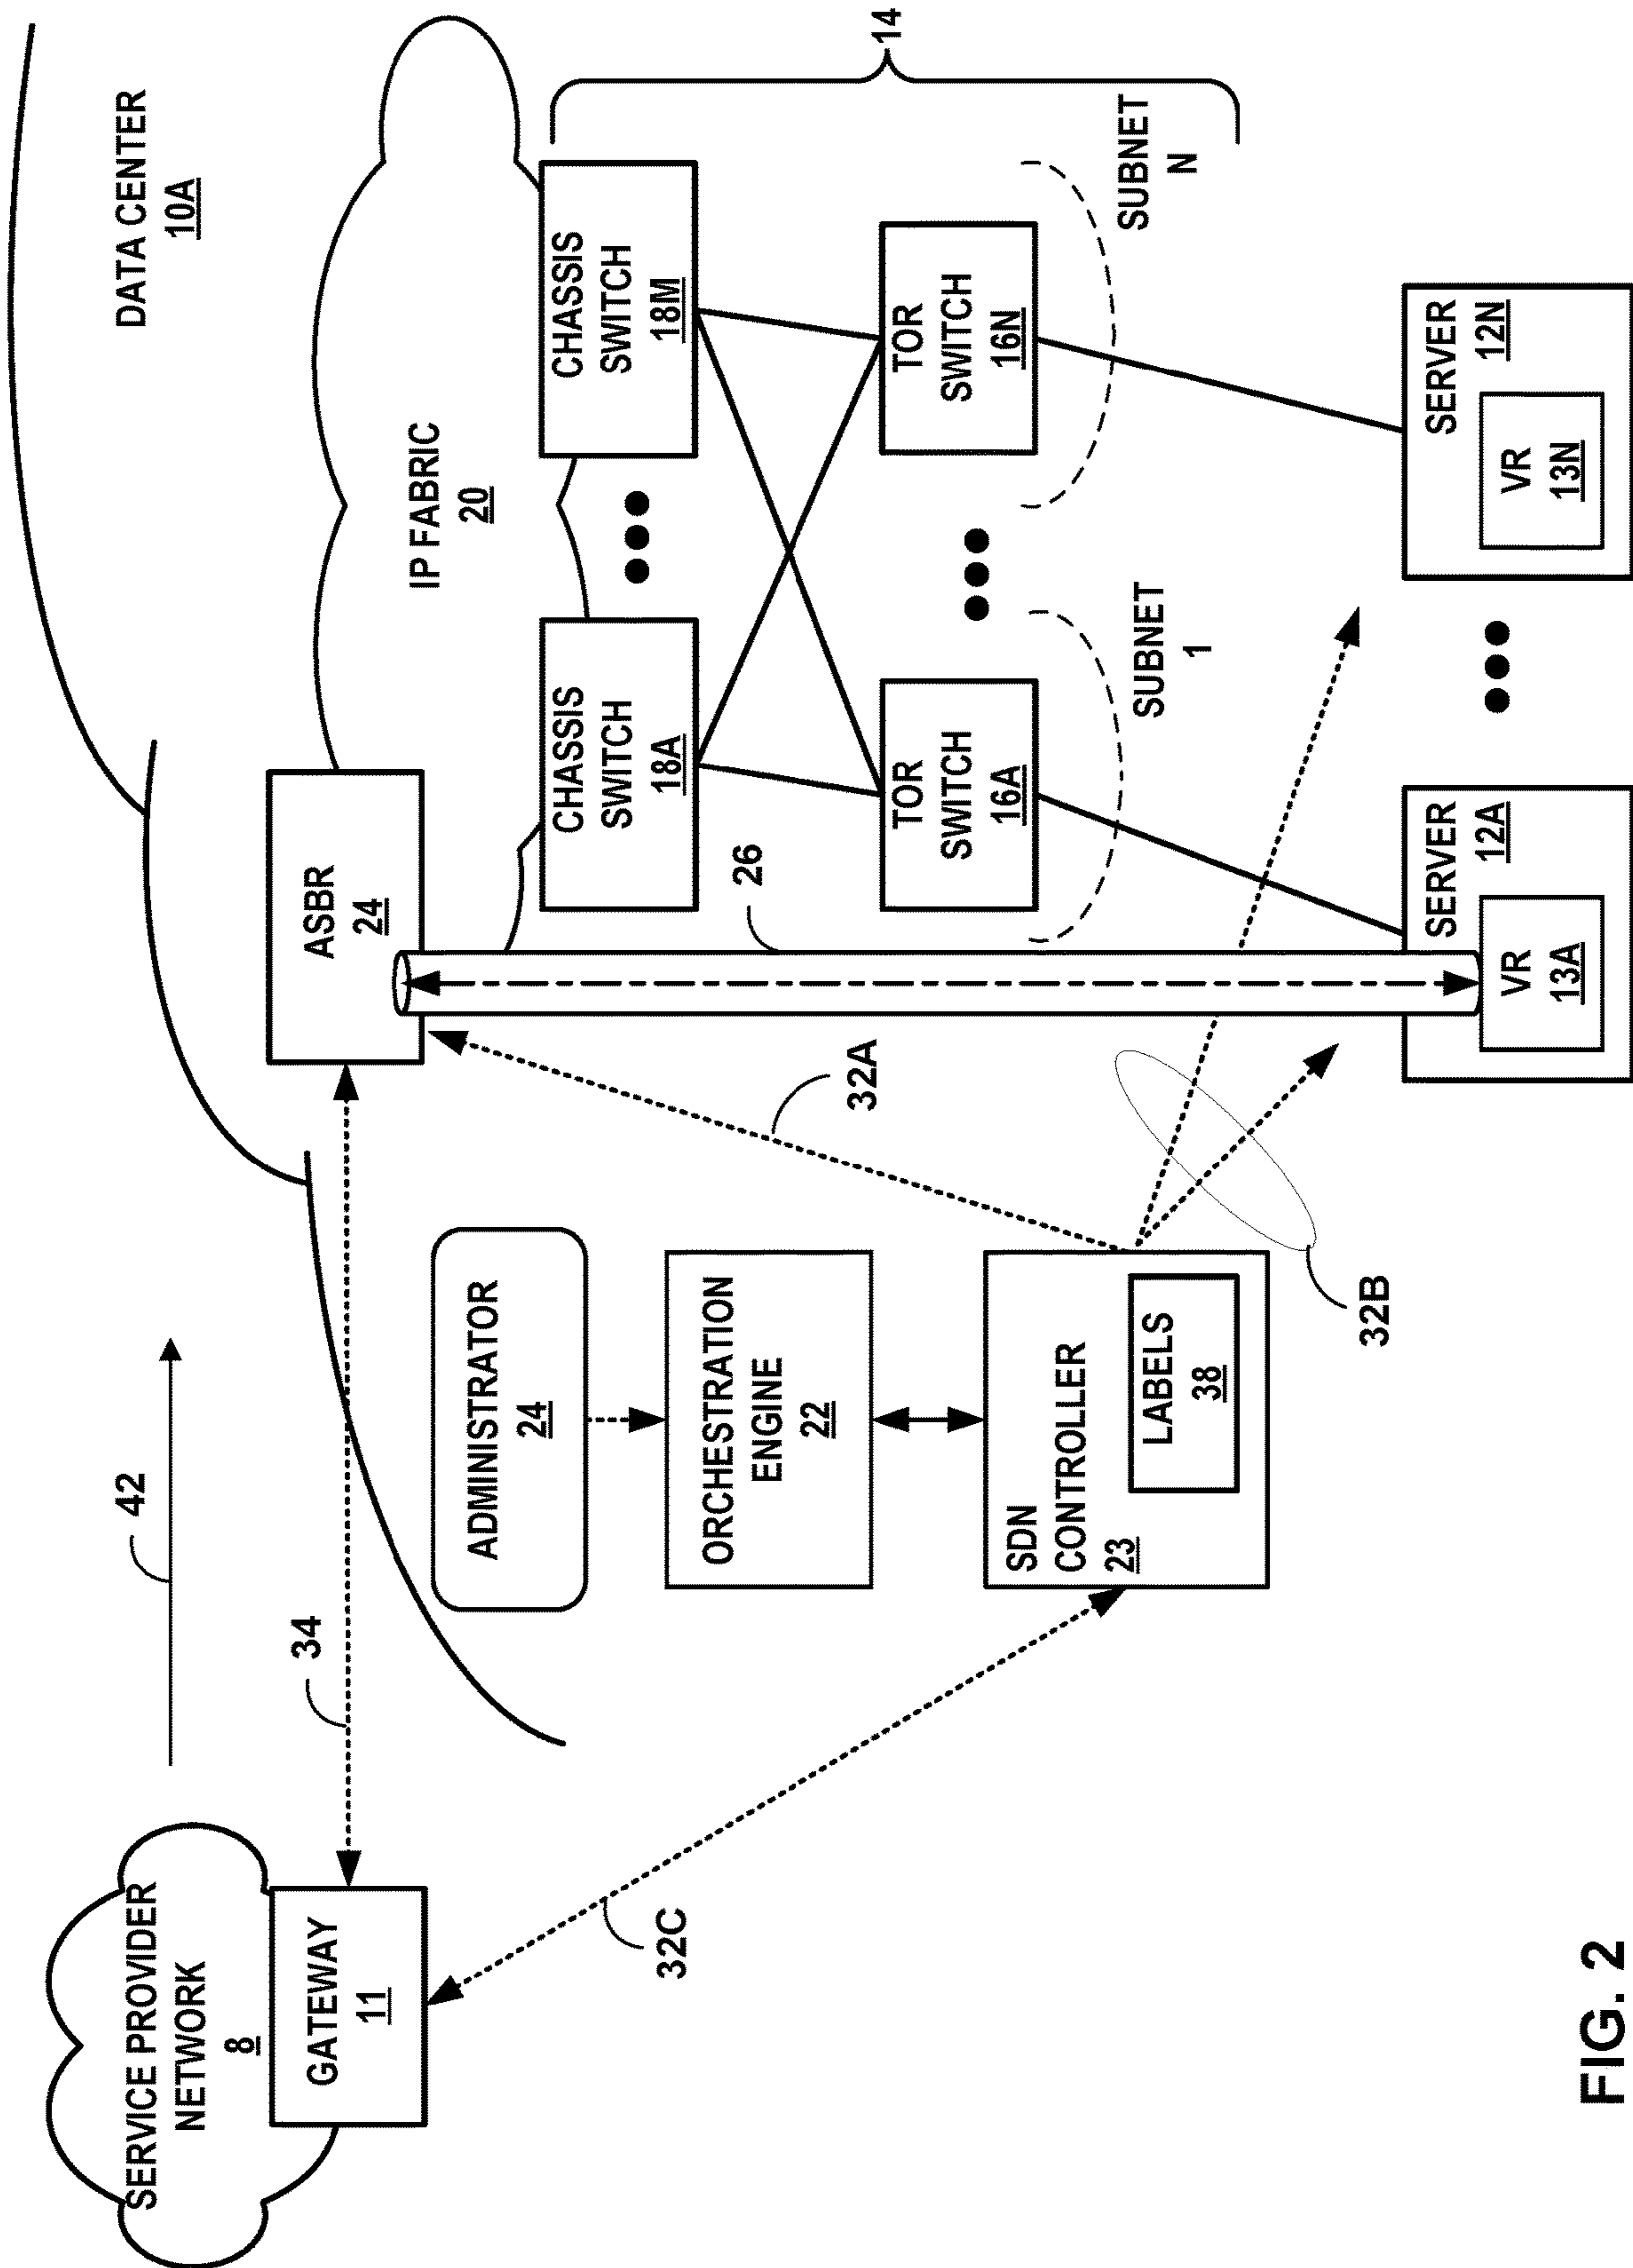 DATA CENTER
10A
SERVICE PROVIDER
NETWORK
8
GATEWAY
11
42
34
32C
ASBR
24
IP FABRIC
20
ADMINISTRATOR
24
ORCHESTRATION
ENGINE
22
SDN
CONTROLLER
23
LABELS
38
32A
32B
26
CHASSIS
SWITCH
18A
CHASSIS
SWITCH
18M
TOR
SWITCH
16A
TOR
SWITCH
16N
14
SUBNET
1
SUBNET
N
SERVER
12A
VR
13A
SERVER
12N
VR
13N
FIG. 2